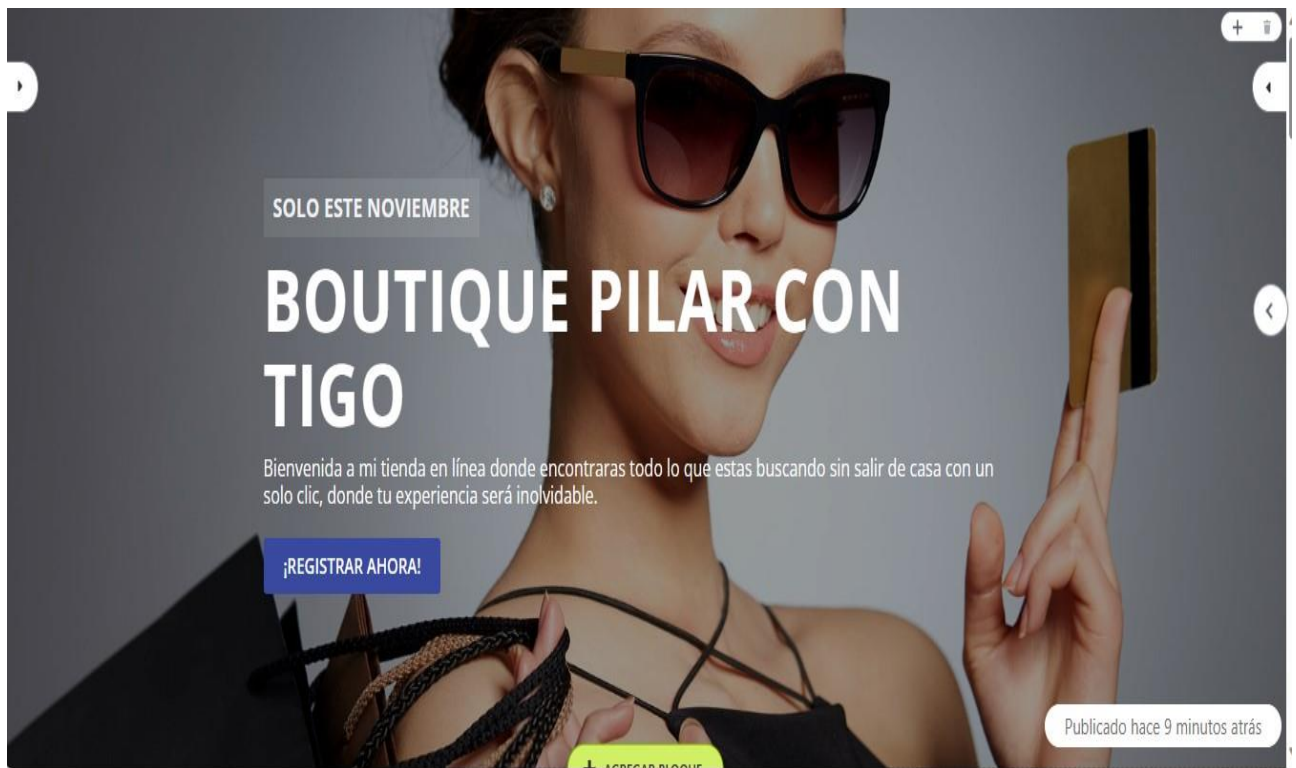 SOLO ESTE NOVIEMBRE
BOUTIQUE PILAR CON
TIGO
Bienvenida a mi tienda en línea donde encontraras todo lo que estas buscando sin salir de casa con un
solo clic, donde tu experiencia será inolvidable.
¡REGISTRAR AHORA!
Publicado hace 9 minutos atrás
+ AGREGAR BLOQUE